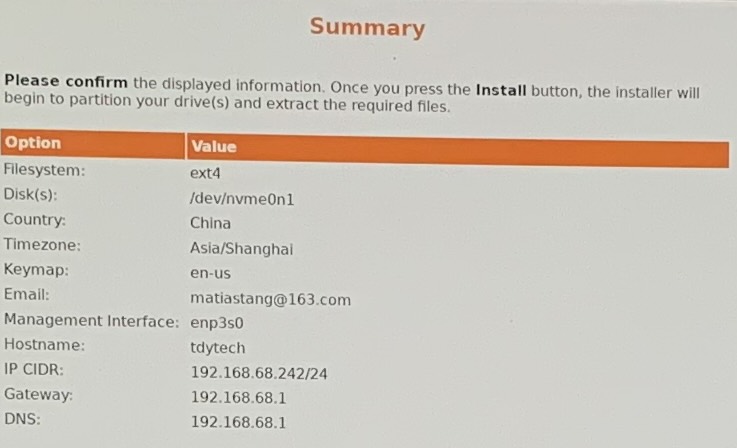 Summary
Please confirm the displayed information. Once you press the Install button, the installer will
begin to partition your drive(s) and extract the required files.
Option Value
Filesystem: ext4
Disk(s): /dev/nvme0n1
Country: China
Timezone: Asia/Shanghai
Keymap: en-us
Email: matiastang@163.com
Management Interface: enp3s0
Hostname: tdytech
IP CIDR: 192.168.68.242/24
Gateway: 192.168.68.1
DNS: 192.168.68.1